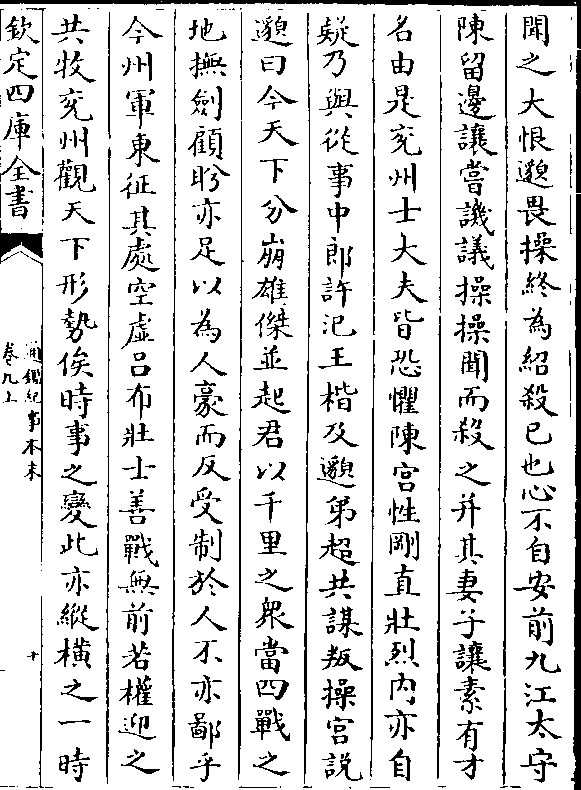 聞之大恨邈畏操終為紹殺已也心不自安前九江太守
陳留邊讓嘗譏議操操聞而殺之并其妻子讓素有才
名由是兖州士大夫皆恐懼陳宮性剛直壯烈内亦自
疑乃與從事中郎許汜王楷及邈弟超共謀叛操宮說
邈曰今天下分崩雄傑並起君以千里之衆當四戰之
地撫劍顧盻亦足以為人豪而反受制於人不亦鄙乎
今州軍東征其處空虛吕布壯士善戰無前若權迎之
共牧兖州觀天下形勢俟時事之變此亦縱横之一時
欽定四庫全書
通鑑紀事本末
卷九上
十